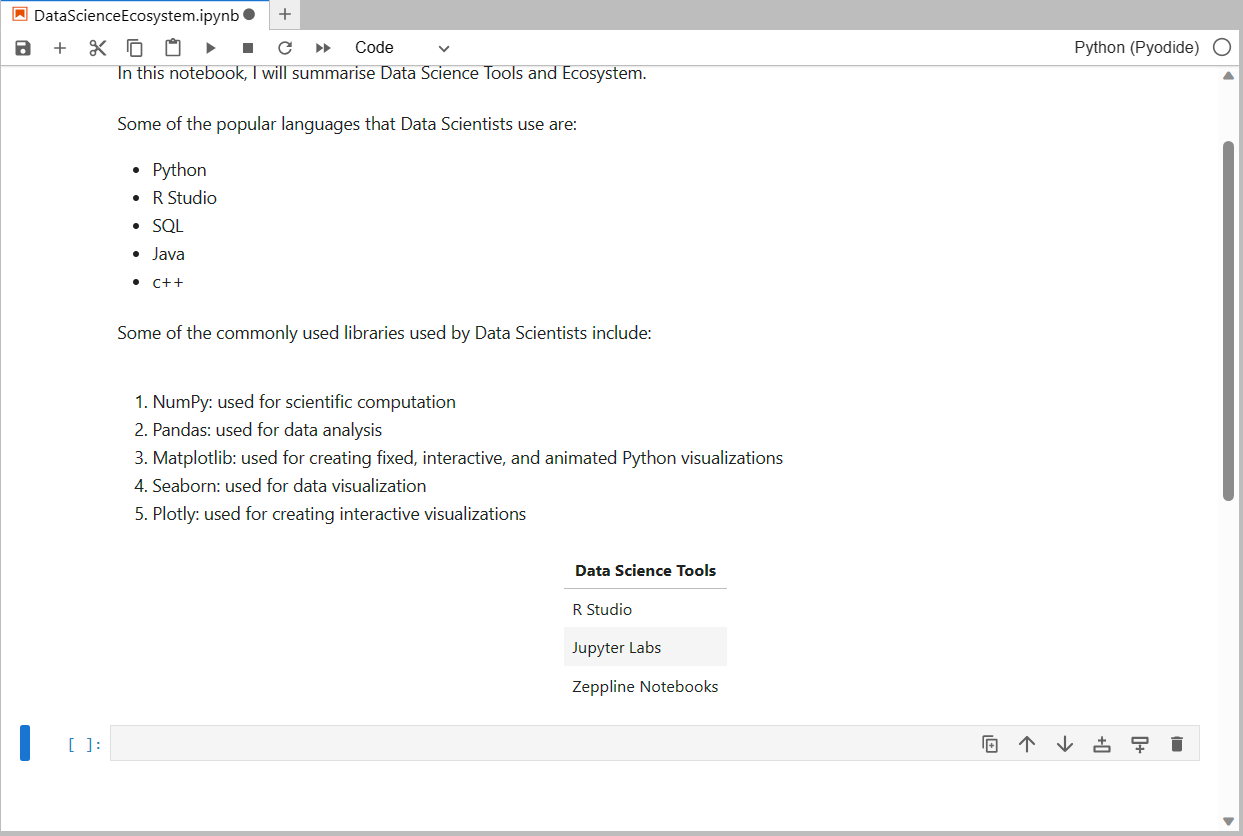 DataScienceEcosystem.ipynb
Code
Python (Pyodide)
In this notebook, I will summarise Data Science Tools and Ecosystem.
Some of the popular languages that Data Scientists use are:
• Python
• R Studio
• SQL
• Java
• c++
Some of the commonly used libraries used by Data Scientists include:
1. NumPy: used for scientific computation
2. Pandas: used for data analysis
3. Matplotlib: used for creating fixed, interactive, and animated Python visualizations
4. Seaborn: used for data visualization
5. Plotly: used for creating interactive visualizations
Data Science Tools
R Studio
Jupyter Labs
Zeppline Notebooks
[ ]: